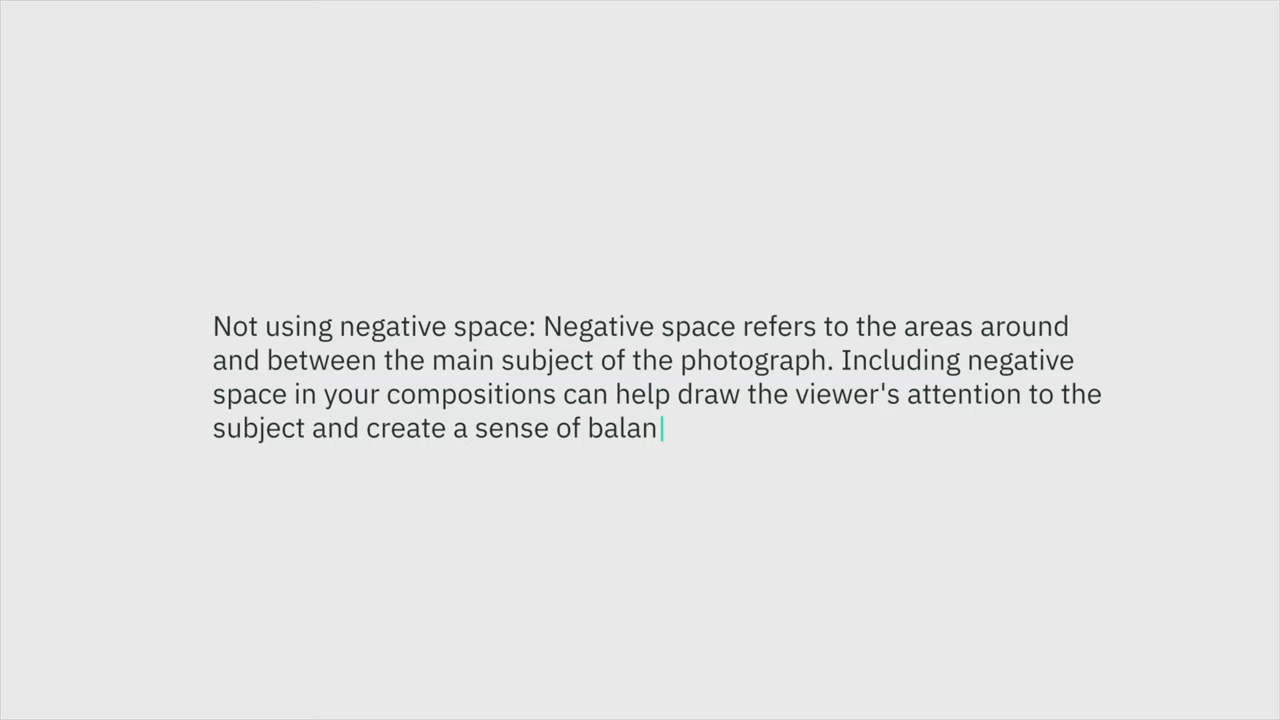 Not using negative space: Negative space refers to the areas around
and between the main subject of the photograph. Including negative
space in your compositions can help draw the viewer's attention to the
subject and create a sense of balan